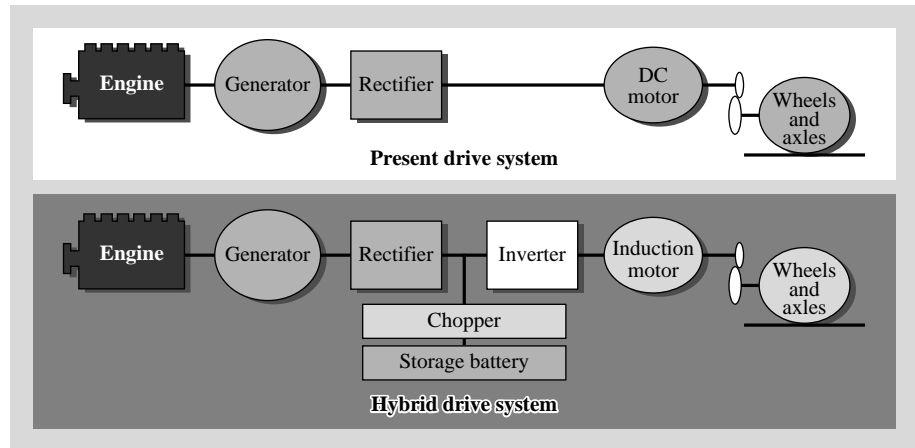 Engine
Generator
Rectifier
DC
motor
Wheels
and
axles
Present drive system
Engine
Generator
Rectifier
Inverter
Induction
motor
Wheels
and
axles
Chopper
Storage battery
Hybrid drive system